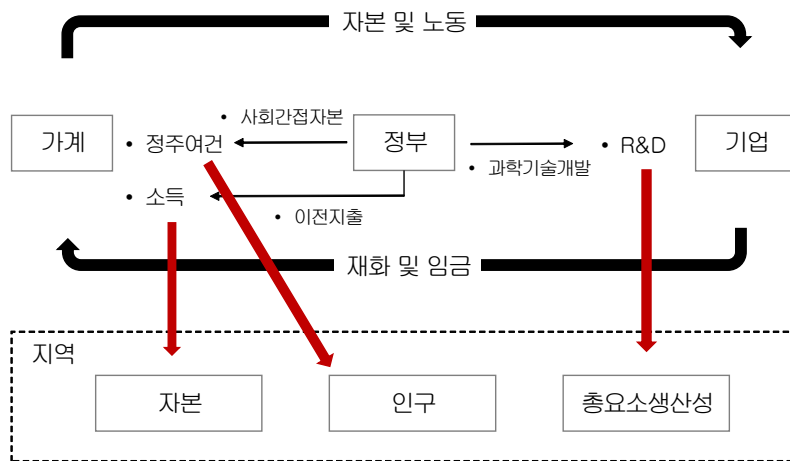 자본 및 노동
• 사회간접자본
가계
• 정주여건
정부
• R&D
기업
• 과학기술개발
• 소득
• 이전지출
재화 및 임금
지역
자본
인구
총요소생산성